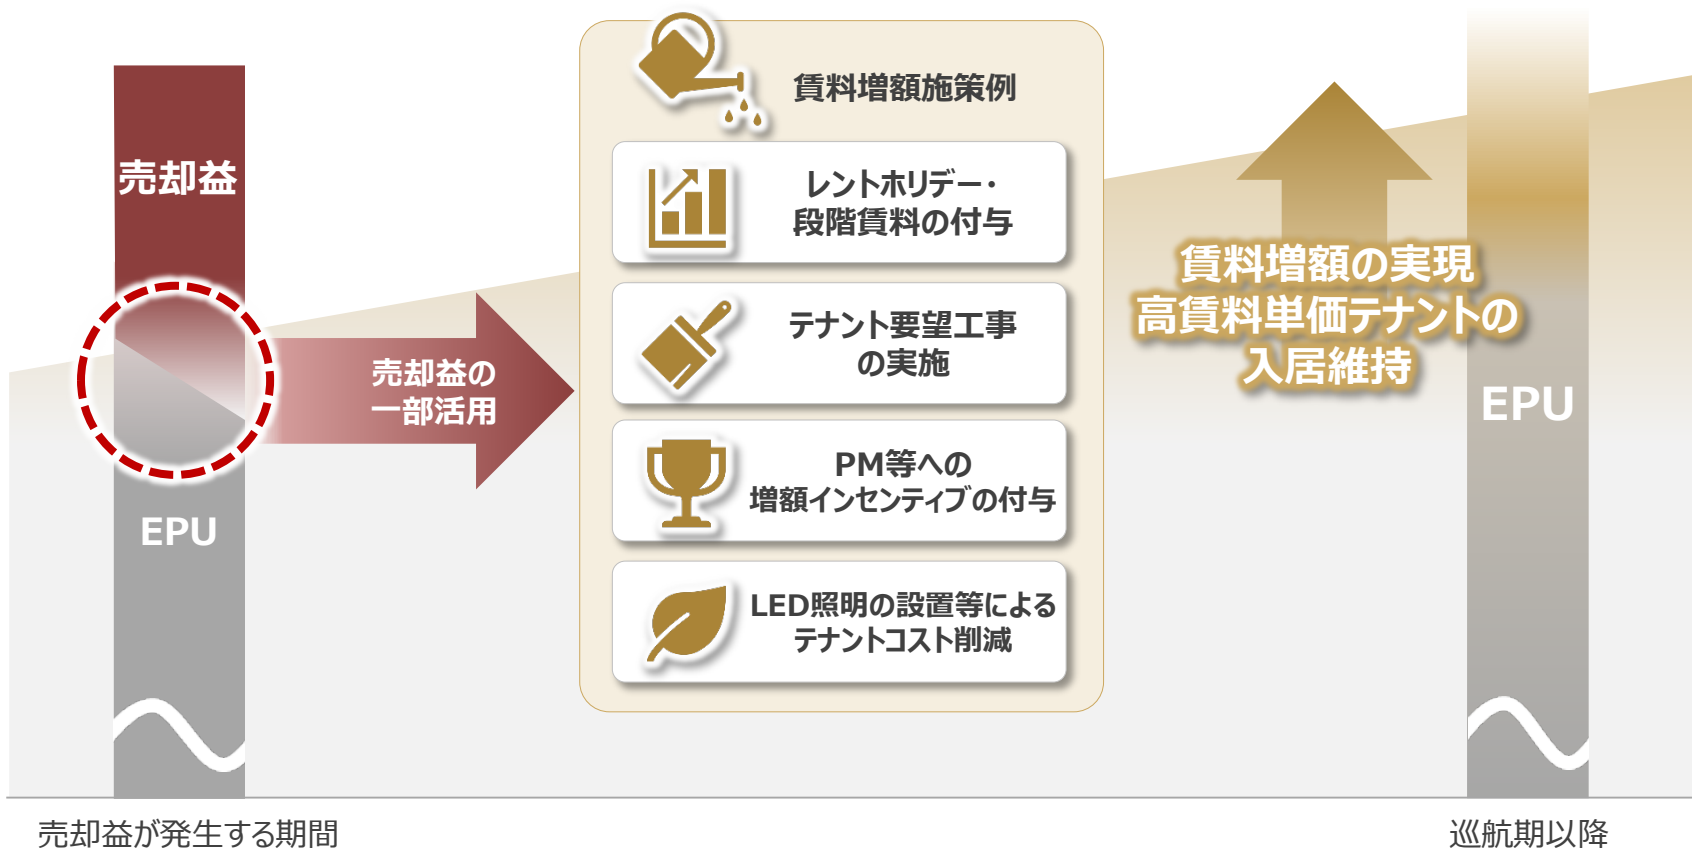 売却益
EPU
売却益の
一部活用
賃料増額施策例
レントホリデー・
段階賃料の付与
テナント要望工事
の実施
PM等への
増額インセンティブの付与
LED照明の設置等による
テナントコスト削減
賃料増額の実現
高賃料単価テナントの
入居維持
EPU
売却益が発生する期間
巡航期以降